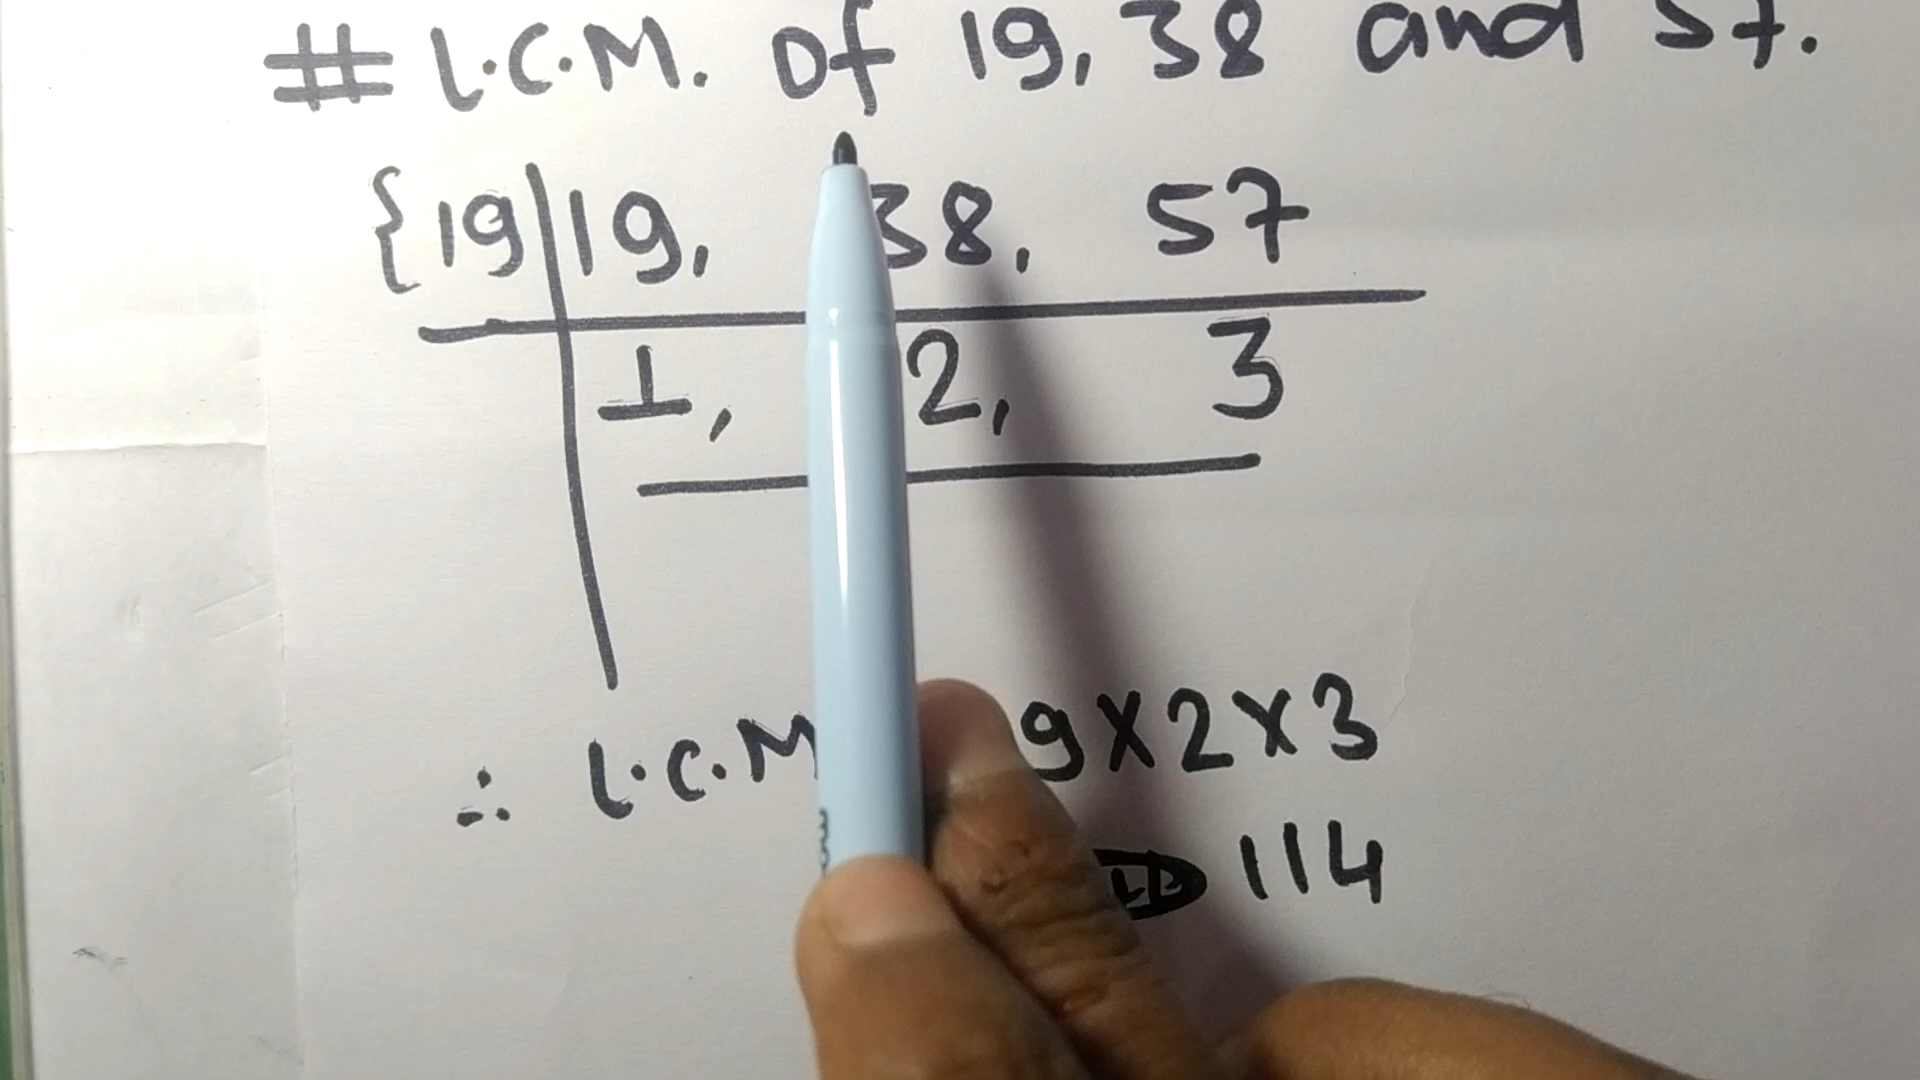 # L.C.M. of 19, 38 and 57.
{19 19, 38, 57
1, 2, 3
∴ L.C.M 9×2×3
114